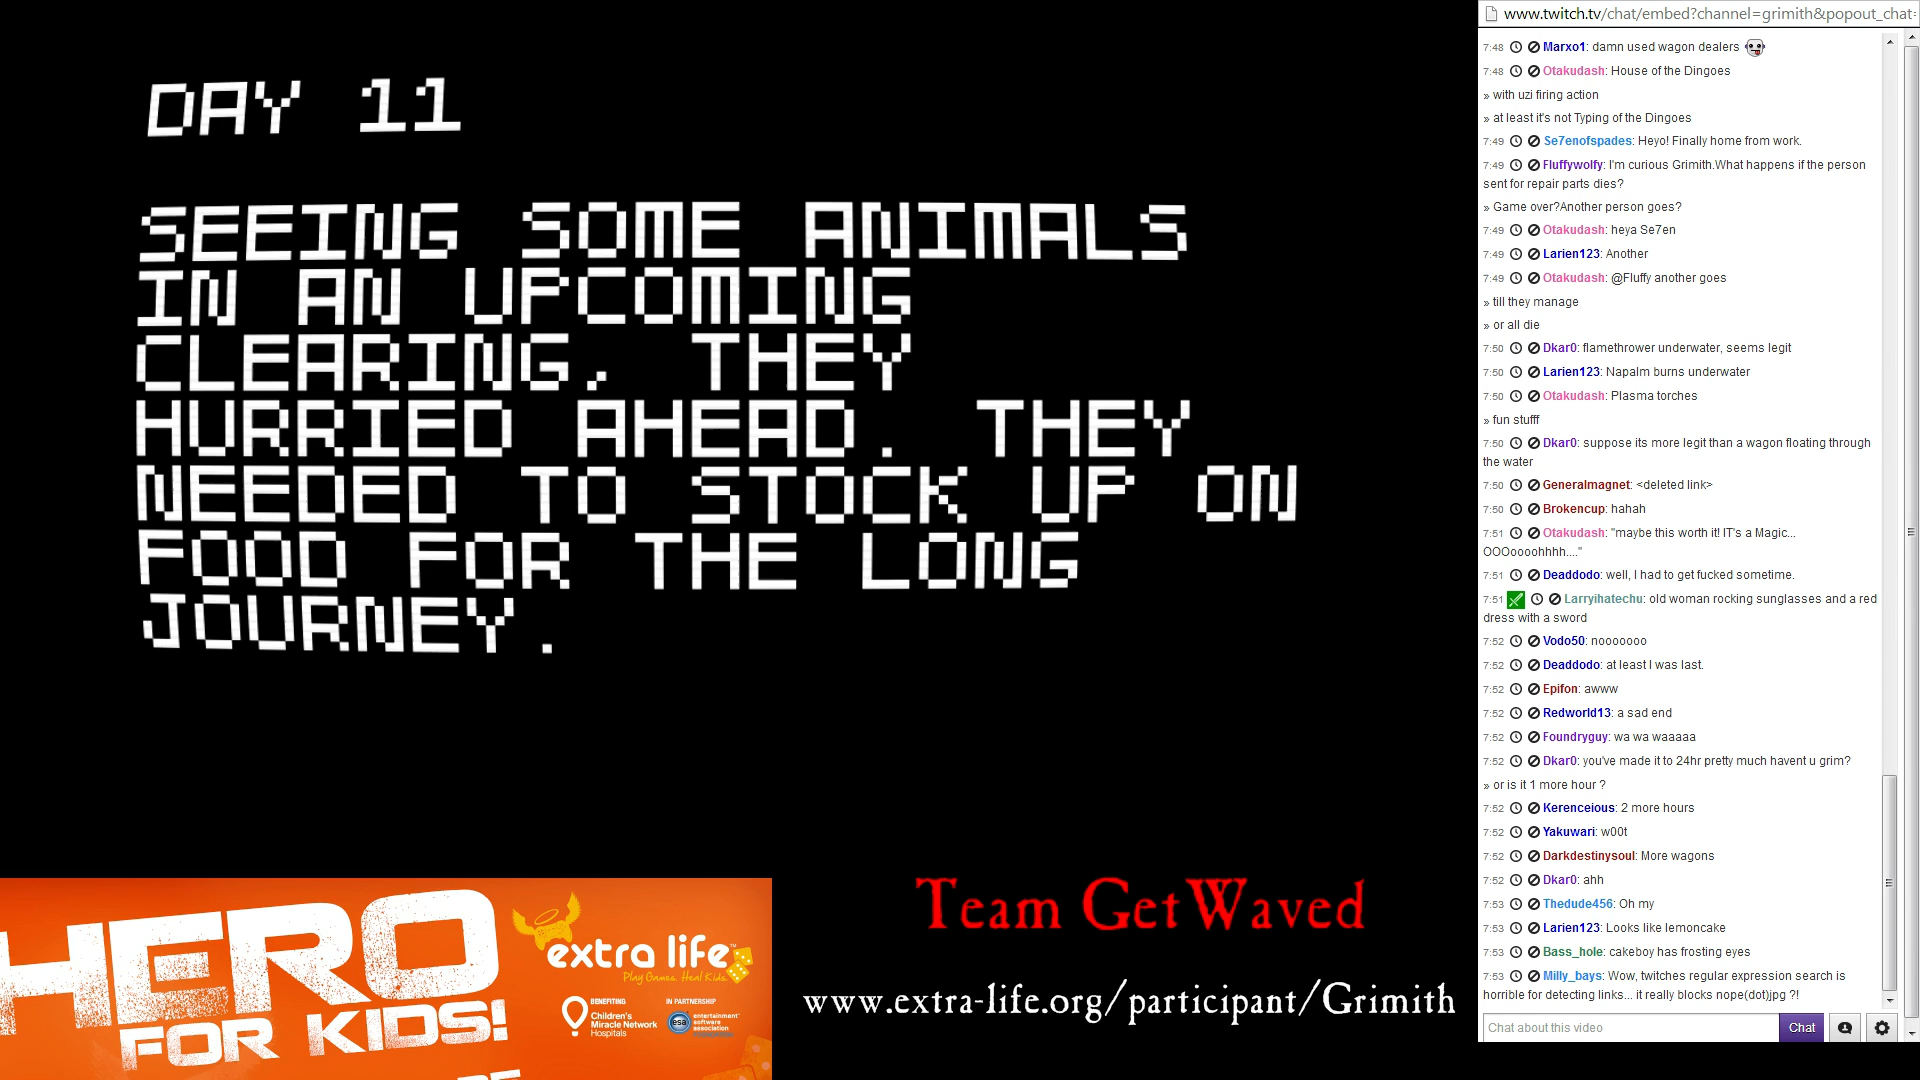 DAY 11
SEEING SOME ANIMALS
IN AN UPCOMING
CLEARING, THEY
HURRIED AHEAD. THEY
NEEDED TO STOCK UP ON
FOOD FOR THE LONG
JOURNEY.
HERO
FOR KIDS!
extra life™
Play Games. Heal Kids.
BENEFITING
Children's
Miracle Network
Hospitals
IN PARTNERSHIP
esa
entertainment
software
association
Team GetWaved
www.extra-life.org/participant/Grimith
www.twitch.tv/chat/embed?channel=grimith&popout_chat=
7:48 Marxo1: damn used wagon dealers
7:48 Otakudash: House of the Dingoes
» with uzi firing action
» at least it's not Typing of the Dingoes
7:49 Se7enofspades: Heyo! Finally home from work.
7:49 Fluffywolfy: I'm curious Grimith.What happens if the person
sent for repair parts dies?
» Game over?Another person goes?
7:49 Otakudash: heya Se7en
7:49 Larien123: Another
7:49 Otakudash: @Fluffy another goes
» till they manage
» or all die
7:50 Dkar0: flamethrower underwater, seems legit
7:50 Larien123: Napalm burns underwater
7:50 Otakudash: Plasma torches
» fun stufff
7:50 Dkar0: suppose its more legit than a wagon floating through
the water
7:50 Generalmagnet: <deleted link>
7:50 Brokencup: hahah
7:51 Otakudash: "maybe this worth it! IT's a Magic...
OOOoooohhhh...."
7:51 Deaddodo: well, I had to get fucked sometime.
7:51 Larryihatechu: old woman rocking sunglasses and a red
dress with a sword
7:52 Vodo50: nooooooo
7:52 Deaddodo: at least I was last.
7:52 Epifon: awww
7:52 Redworld13: a sad end
7:52 Foundryguy: wa wa waaaaa
7:52 Dkar0: you've made it to 24hr pretty much havent u grim?
» or is it 1 more hour ?
7:52 Kerenceious: 2 more hours
7:52 Yakuwari: w00t
7:52 Darkdestinysoul: More wagons
7:52 Dkar0: ahh
7:53 Thedude456: Oh my
7:53 Larien123: Looks like lemoncake
7:53 Bass_hole: cakeboy has frosting eyes
7:53 Milly_bays: Wow, twitches regular expression search is
horrible for detecting links... it really blocks nope(dot)jpg ?!
Chat about this video
Chat